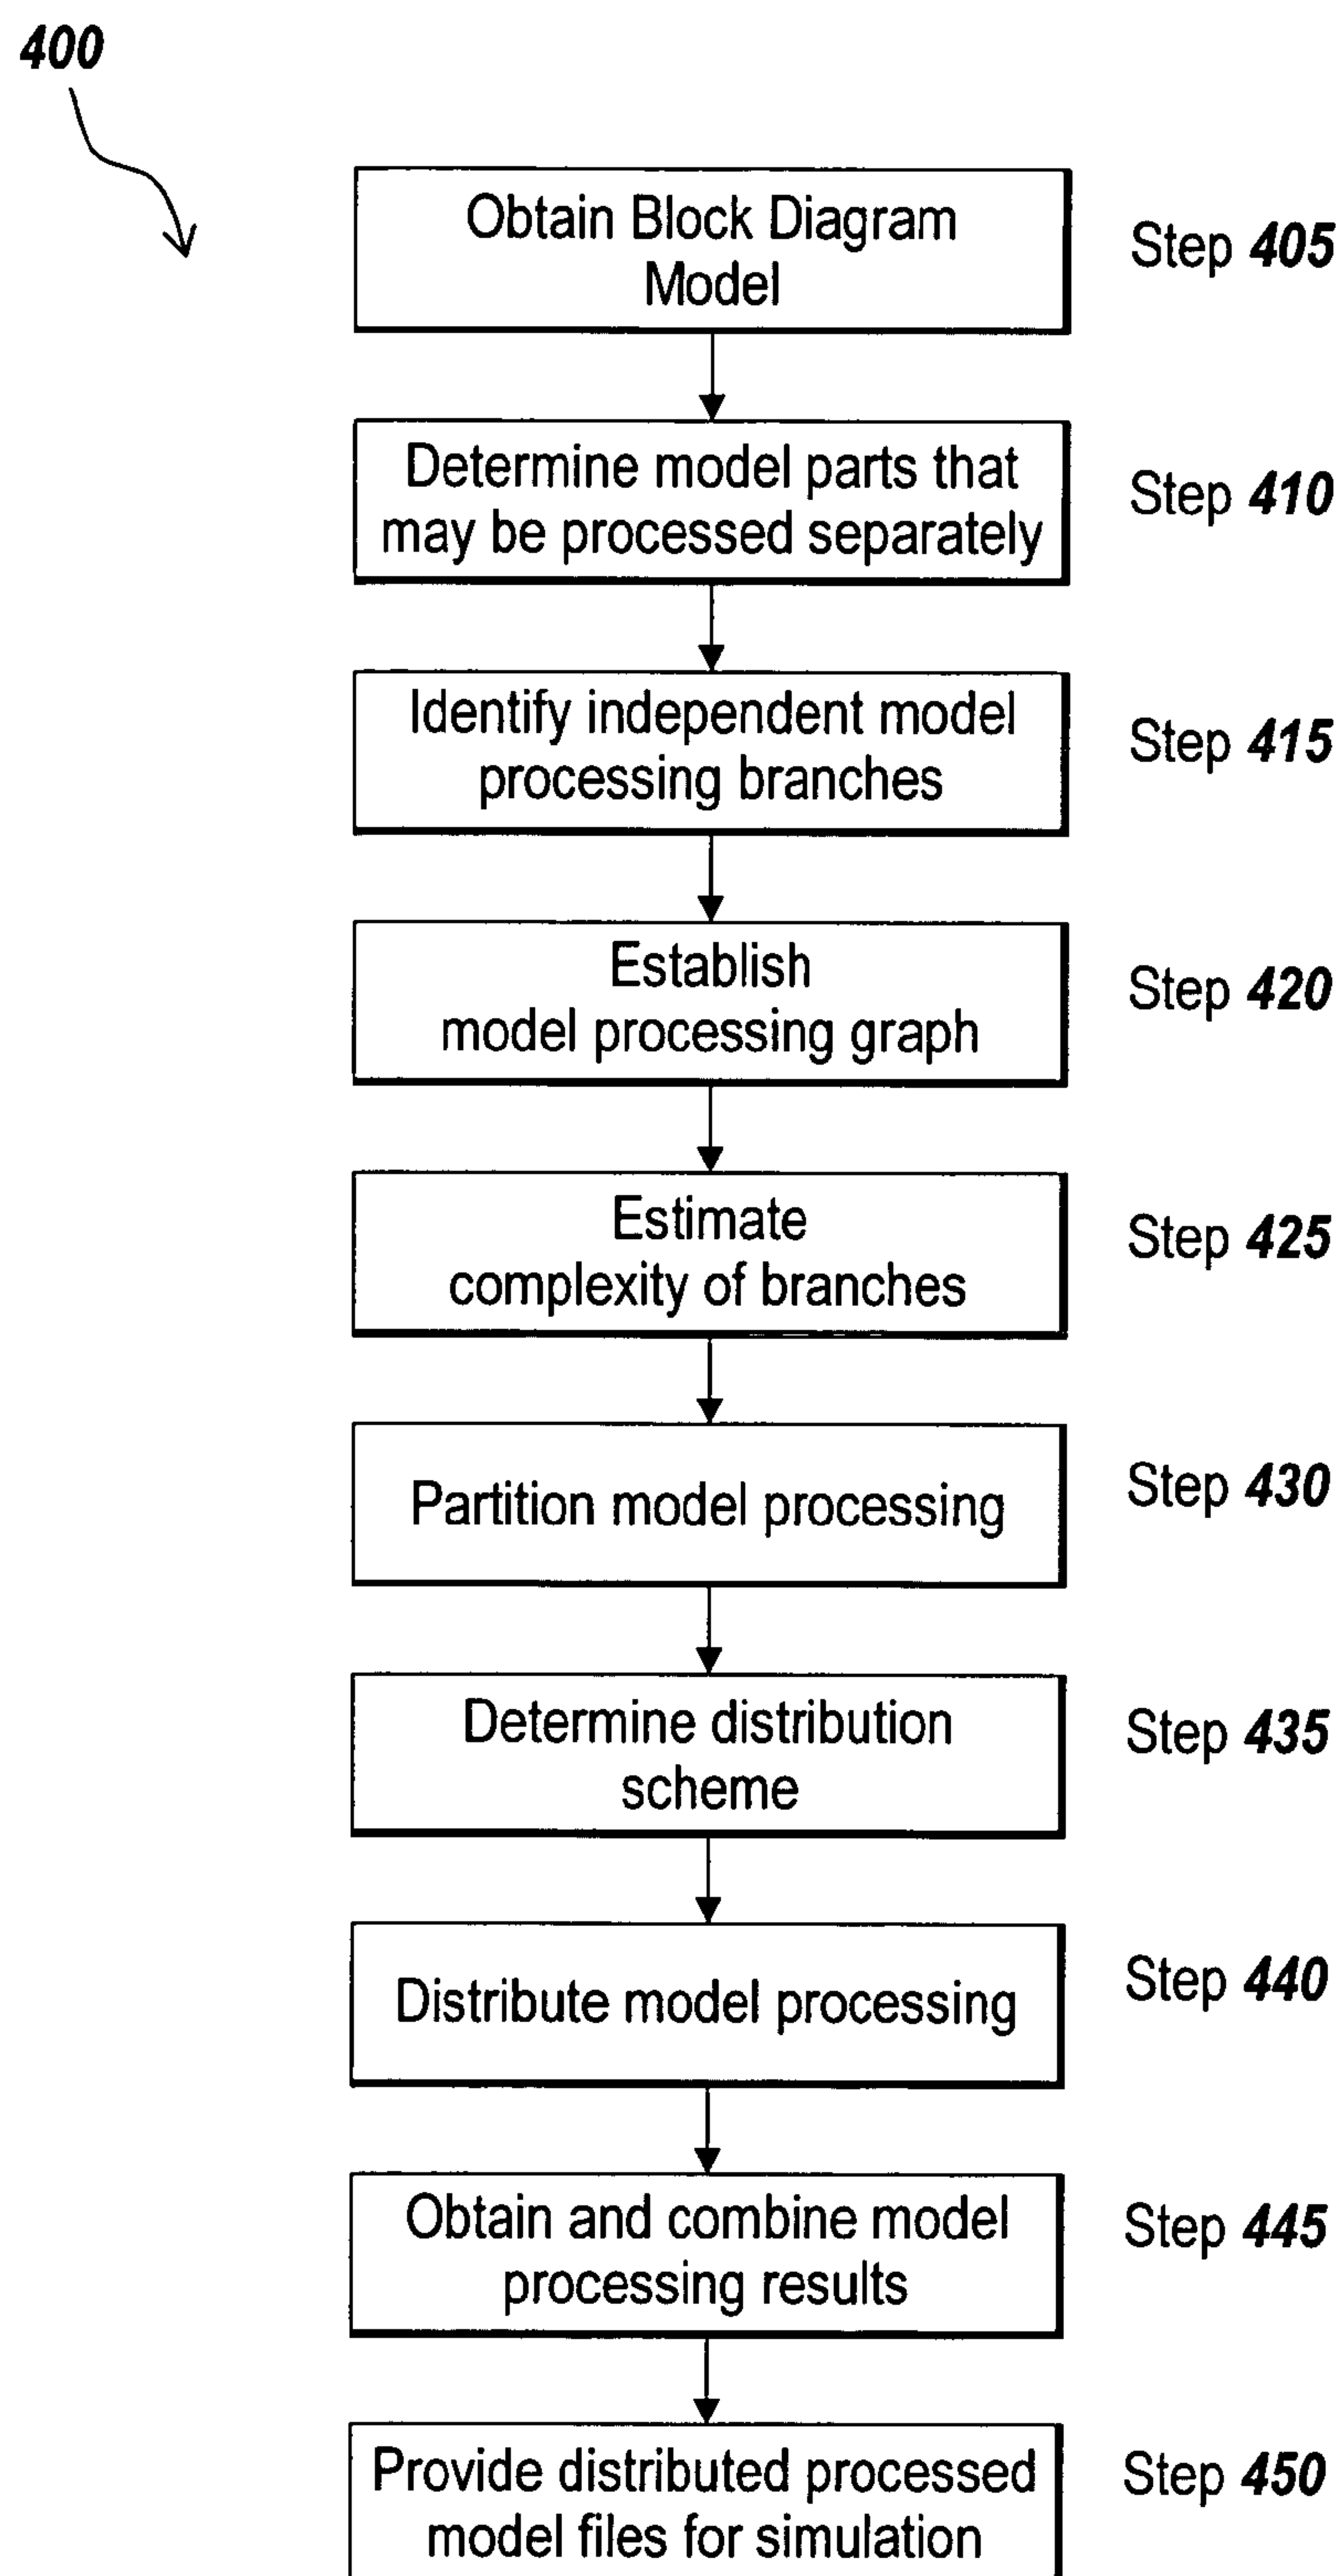 400
Obtain Block Diagram
Model
Step 405
Determine model parts that
may be processed separately
Step 410
Identify independent model
processing branches
Step 415
Establish
model processing graph
Step 420
Estimate
complexity of branches
Step 425
Partition model processing
Step 430
Determine distribution
scheme
Step 435
Distribute model processing
Step 440
Obtain and combine model
processing results
Step 445
Provide distributed processed
model files for simulation
Step 450